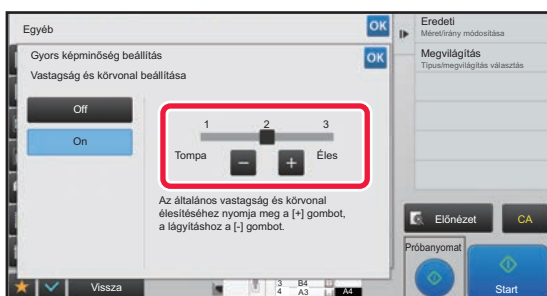 Egyéb
OK
Gyors képminőség beállítás
OK
Vastagság és körvonal beállítása
Off
On
1 2 3
Tompa
Éles
Az általános vastagság és körvonal
élesítéséhez nyomja meg a [+] gombot,
a lágyításhoz a [-] gombot.
Eredeti
Méret/irány módosítása
Megvilágítás
Típus/megvilágítás választás
Előnézet
CA
Próbanyomat
Start
Vissza
3 B4
4 A3
A4